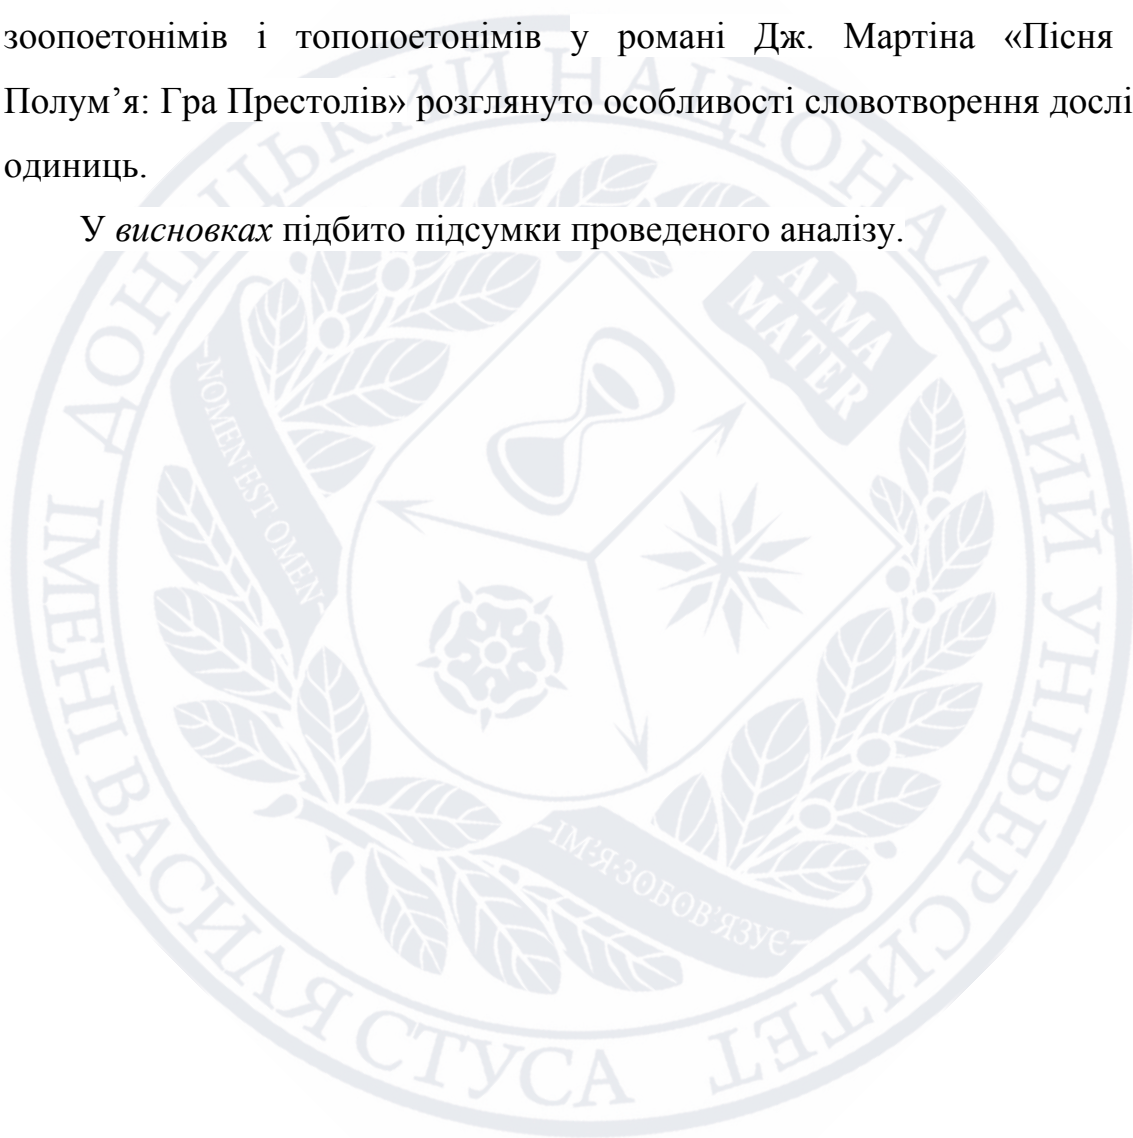 зоопоетонімів і топопоетонімів у романі Дж. Мартіна «Пісня
Полум’я: Гра Престолів» розглянуто особливості словотворення дослі
одиниць.
У висновках підбито підсумки проведеного аналізу.
ДОНЕЦЬКИЙ НАЦІОНАЛЬНИЙ УНІВЕРСИТЕТ
ІМЕНІ ВАСИЛЯ СТУСА
ALMA
MATER
NOMEN EST OMEN
ІМ’Я ЗОБОВ’ЯЗУЄ